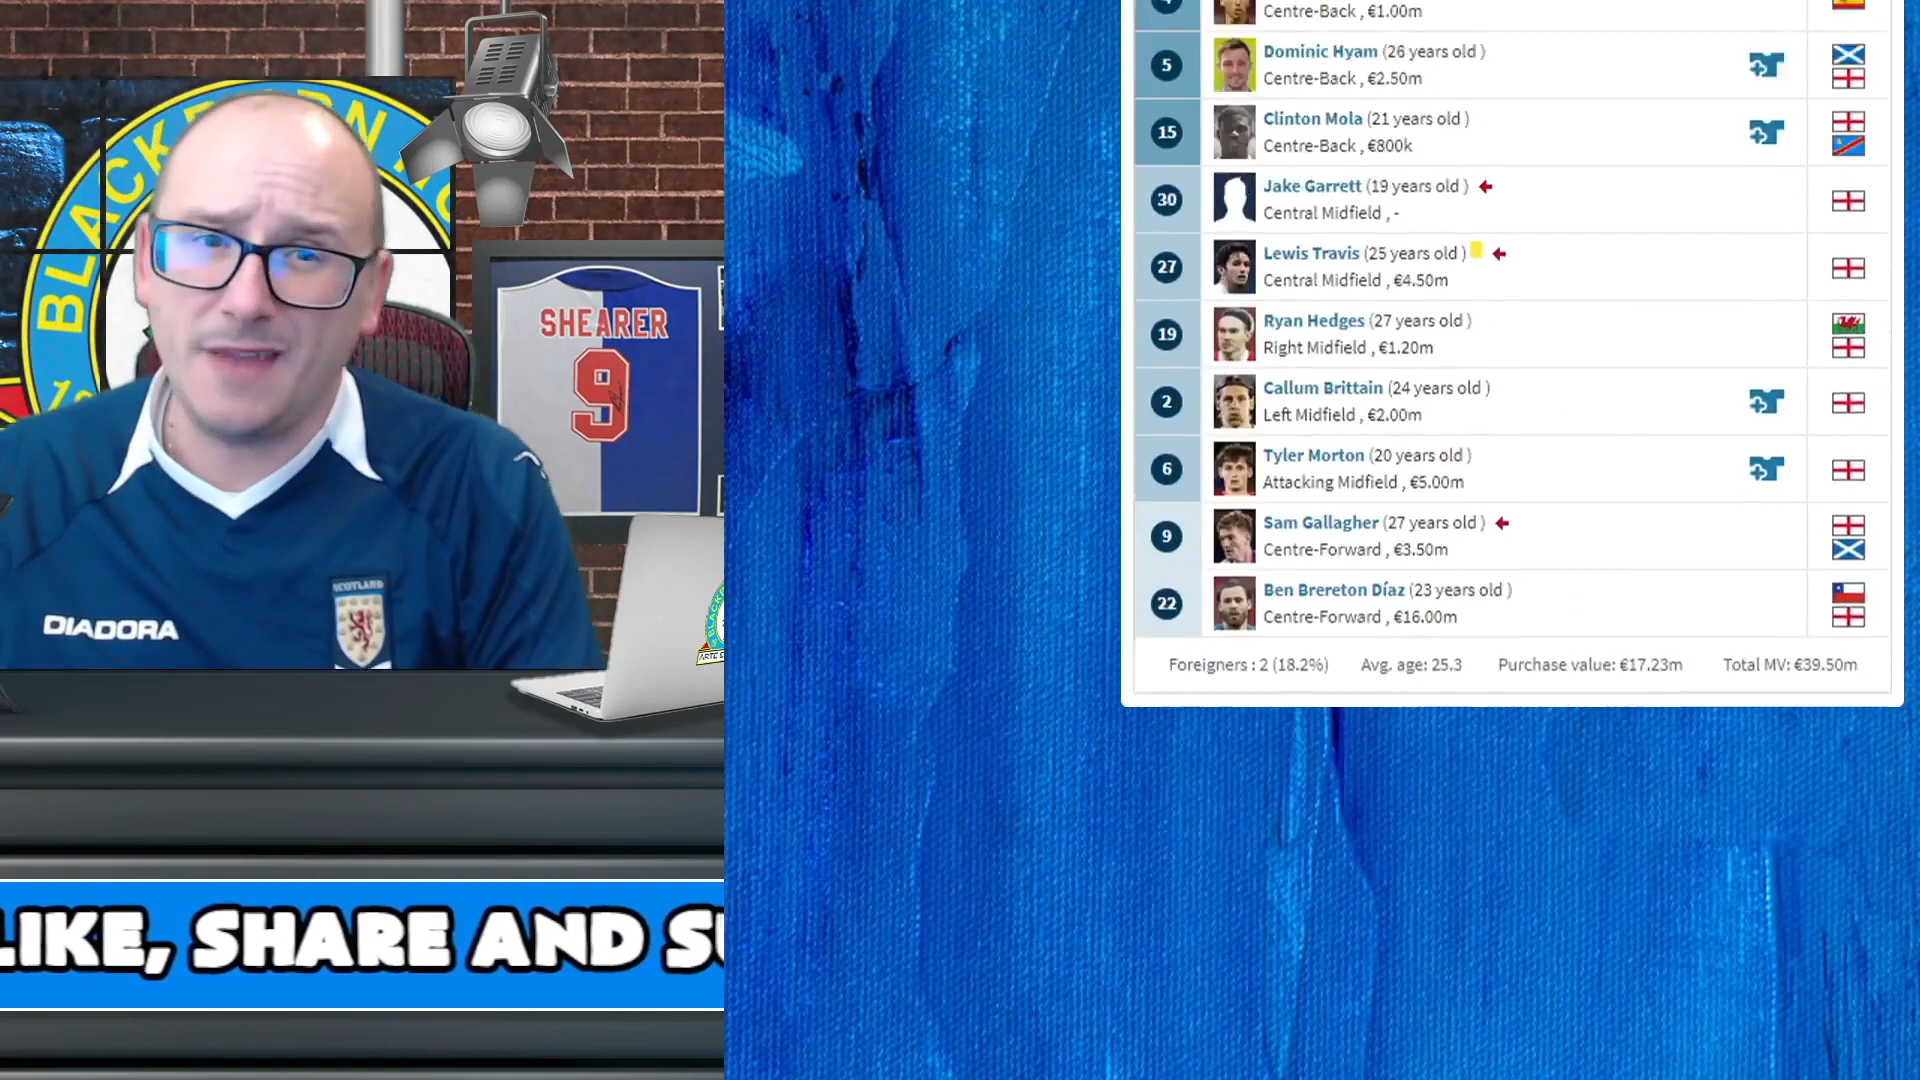 BLACKBURN
SHEARER
9
DIADORA
SCOTLAND
ARTE
LIKE, SHARE AND SU
4
Centre-Back , €1.00m
5
Dominic Hyam (26 years old )
Centre-Back , €2.50m
15
Clinton Mola (21 years old )
Centre-Back , €800k
30
Jake Garrett (19 years old )
Central Midfield , -
27
Lewis Travis (25 years old )
Central Midfield , €4.50m
19
Ryan Hedges (27 years old )
Right Midfield , €1.20m
2
Callum Brittain (24 years old )
Left Midfield , €2.00m
6
Tyler Morton (20 years old )
Attacking Midfield , €5.00m
9
Sam Gallagher (27 years old )
Centre-Forward , €3.50m
22
Ben Brereton Díaz (23 years old )
Centre-Forward , €16.00m
Foreigners : 2 (18.2%) Avg. age: 25.3 Purchase value: €17.23m Total MV: €39.50m